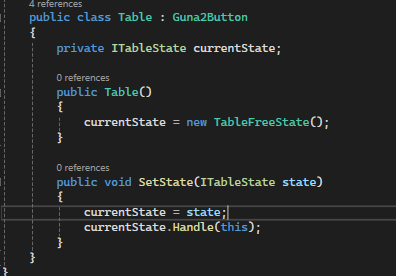 4 references
public class Table : Guna2Button
{
private ITableState currentState;
0 references
public Table()
{
currentState = new TableFreeState();
}
0 references
public void SetState(ITableState state)
{
currentState = state;
currentState.Handle(this);
}
}
}